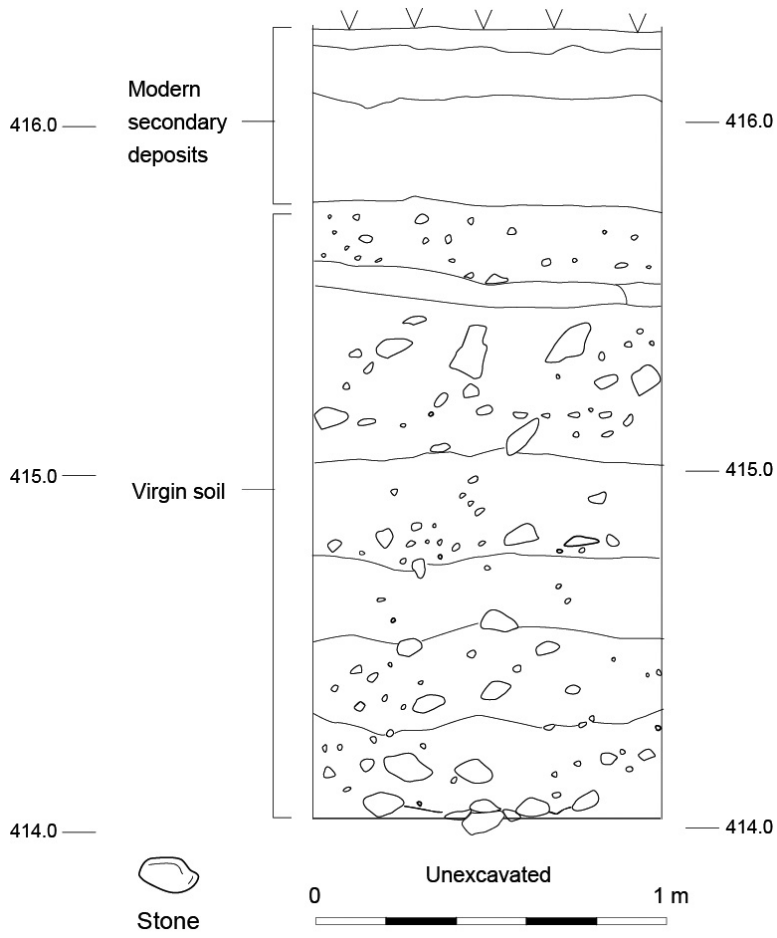 Modern
secondary
deposits
416.0
416.0
415.0
415.0
Virgin soil
414.0
414.0
Unexcavated
0
1 m
Stone